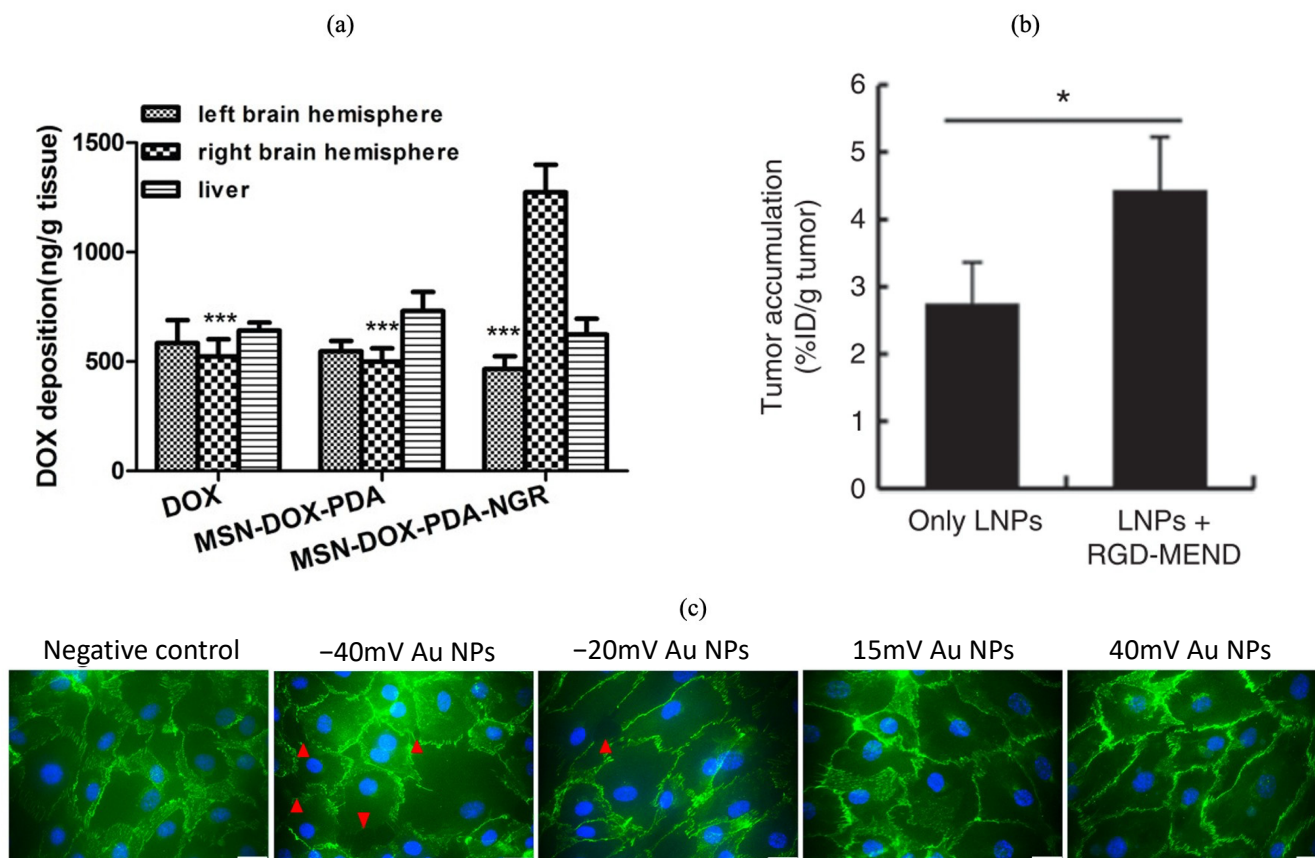 (a)
left brain hemisphere
right brain hemisphere
liver
DOX deposition(ng/g tissue)
1500
1000
500
0
***
***
***
DOX
MSN-DOX-PDA
MSN-DOX-PDA-NGR
(b)
Tumor accumulation
(%ID/g tumor)
6
5
4
3
2
1
0
*
Only LNPs
LNPs +
RGD-MEND
(c)
Negative control
−40mV Au NPs
−20mV Au NPs
15mV Au NPs
40mV Au NPs